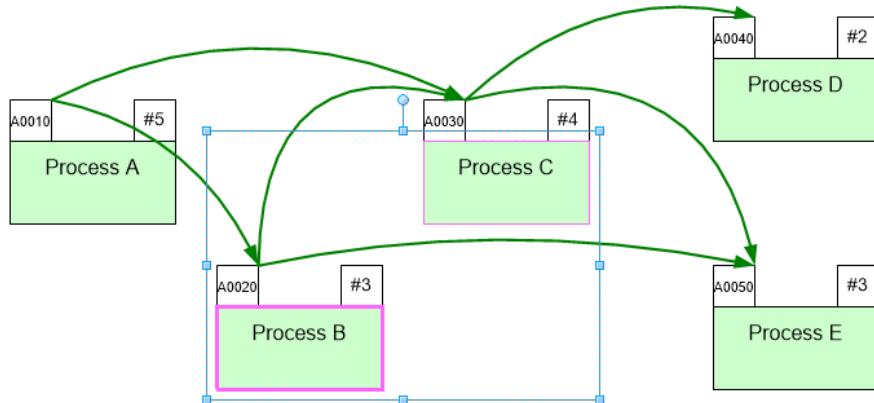 A0040
#2
Process D
A0010
#5
Process A
A0030
#4
Process C
A0020
#3
Process B
A0050
#3
Process E